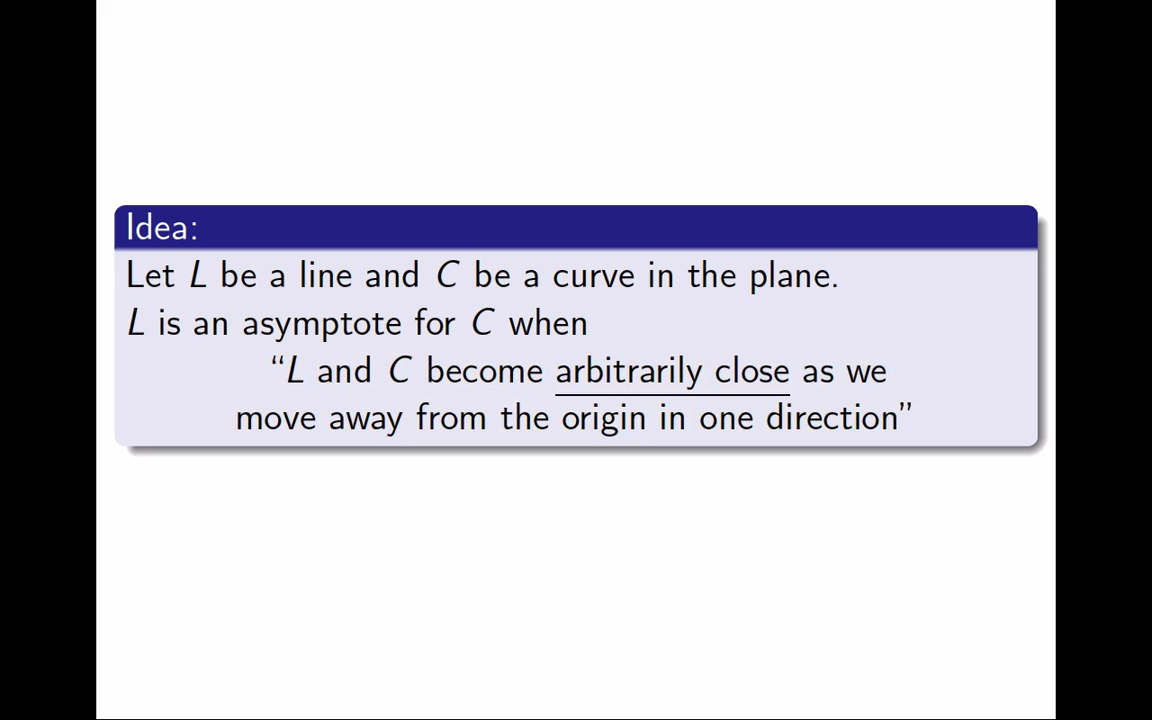 Idea:
Let L be a line and C be a curve in the plane.
L is an asymptote for C when
“L and C become arbitrarily close as we
move away from the origin in one direction”